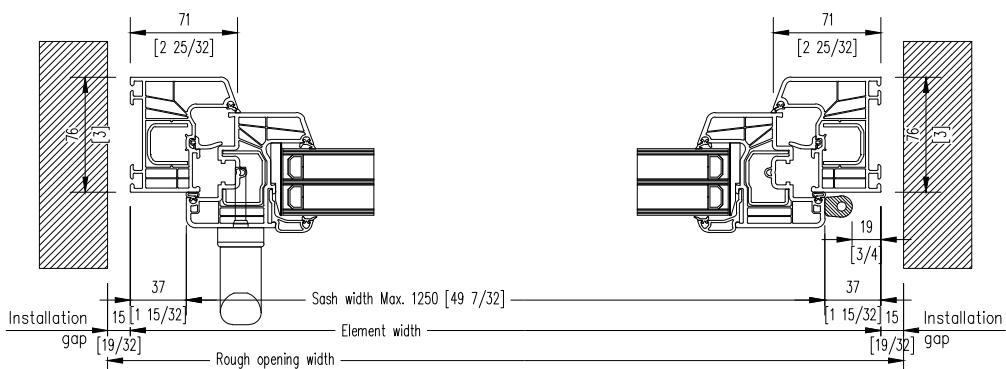 71
[2 25/32]
71
[2 25/32]
76
[3]
76
[3]
19
[3/4]
37
[1 15/32]
Sash width Max. 1250 [49 7/32]
37
[1 15/32]
Installation
gap
15
[19/32]
Element width
15
[19/32]
Installation
gap
Rough opening width